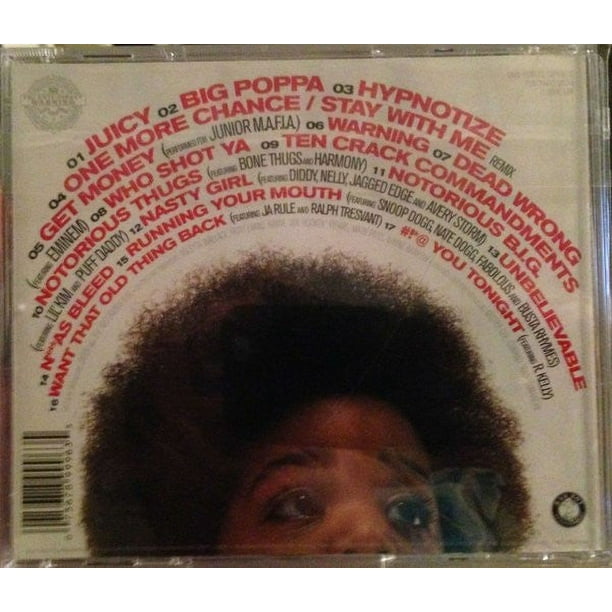 01 JUICY 02 BIG POPPA 03 HYPNOTIZE
04 ONE MORE CHANCE / STAY WITH ME REMIX
05 GET MONEY (PERFORMED FOR JUNIOR M.A.F.I.A.) 06 WARNING 07 DEAD WRONG
(FEATURING EMINEM) 08 WHO SHOT YA 09 TEN CRACK COMMANDMENTS
10 NOTORIOUS THUGS (FEATURING BONE THUGS AND HARMONY) 11 NOTORIOUS B.I.G.
(FEATURING LIL' KIM AND PUFF DADDY) 12 NASTY GIRL (FEATURING DIDDY, NELLY, JAGGED EDGE AND AVERY STORM) 13 UNBELIEVABLE
14 N**AS BLEED 15 RUNNING YOUR MOUTH (FEATURING SNOOP DOGG, NATE DOGG, FABOLOUS AND BUSTA RHYMES)
16 WANT THAT OLD THING BACK (FEATURING JA RULE AND RALPH TRESVANT) 17 #!*@ YOU TONIGHT (FEATURING R. KELLY)